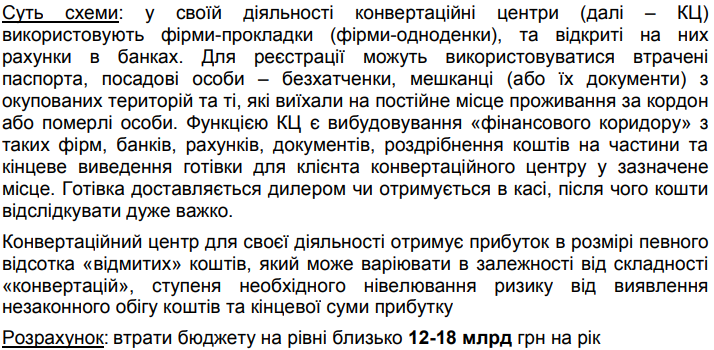 Суть схеми: у своїй діяльності конвертаційні центри (далі – КЦ)
використовують фірми-прокладки (фірми-одноденки), та відкриті на них
рахунки в банках. Для реєстрації можуть використовуватися втрачені
паспорта, посадові особи – безхатченки, мешканці (або їх документи) з
окупованих територій та ті, які виїхали на постійне місце проживання за кордон
або померлі особи. Функцією КЦ є вибудовування «фінансового коридору» з
таких фірм, банків, рахунків, документів, роздрібнення коштів на частини та
кінцеве виведення готівки для клієнта конвертаційного центру у зазначене
місце. Готівка доставляється дилером чи отримується в касі, після чого кошти
відслідкувати дуже важко.
Конвертаційний центр для своєї діяльності отримує прибуток в розмірі певного
відсотка «відмитих» коштів, який може варіювати в залежності від складності
«конвертацій», ступеня необхідного нівелювання ризику від виявлення
незаконного обігу коштів та кінцевої суми прибутку
Розрахунок: втрати бюджету на рівні близько 12-18 млрд грн на рік